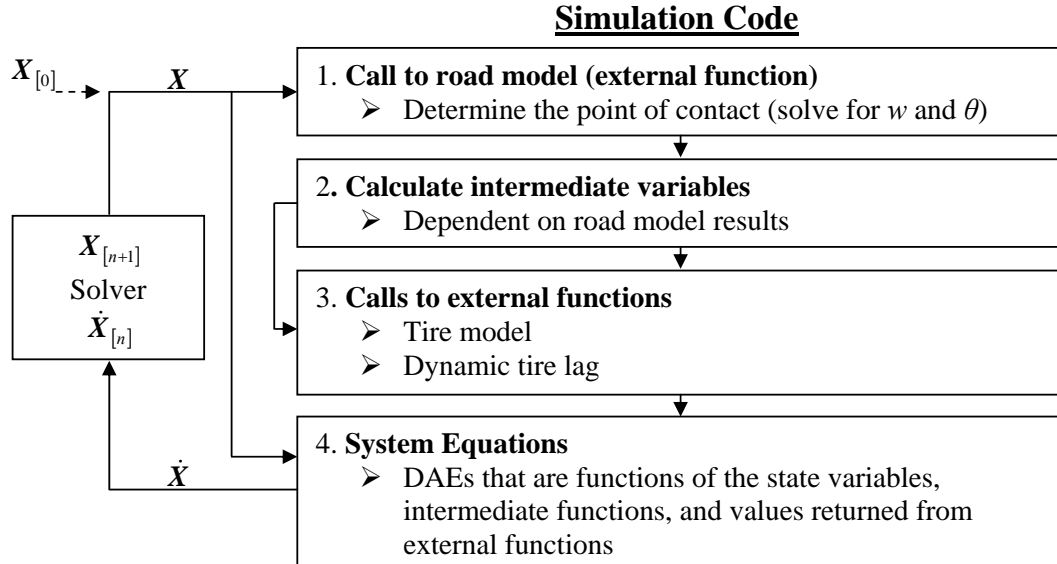 Simulation Code
X[0]
X
1. Call to road model (external function)
➢ Determine the point of contact (solve for w and θ)
2. Calculate intermediate variables
➢ Dependent on road model results
X[n+1]
Solver
Ẋ[n]
3. Calls to external functions
➢ Tire model
➢ Dynamic tire lag
4. System Equations
➢ DAEs that are functions of the state variables,
intermediate functions, and values returned from
external functions
Ẋ